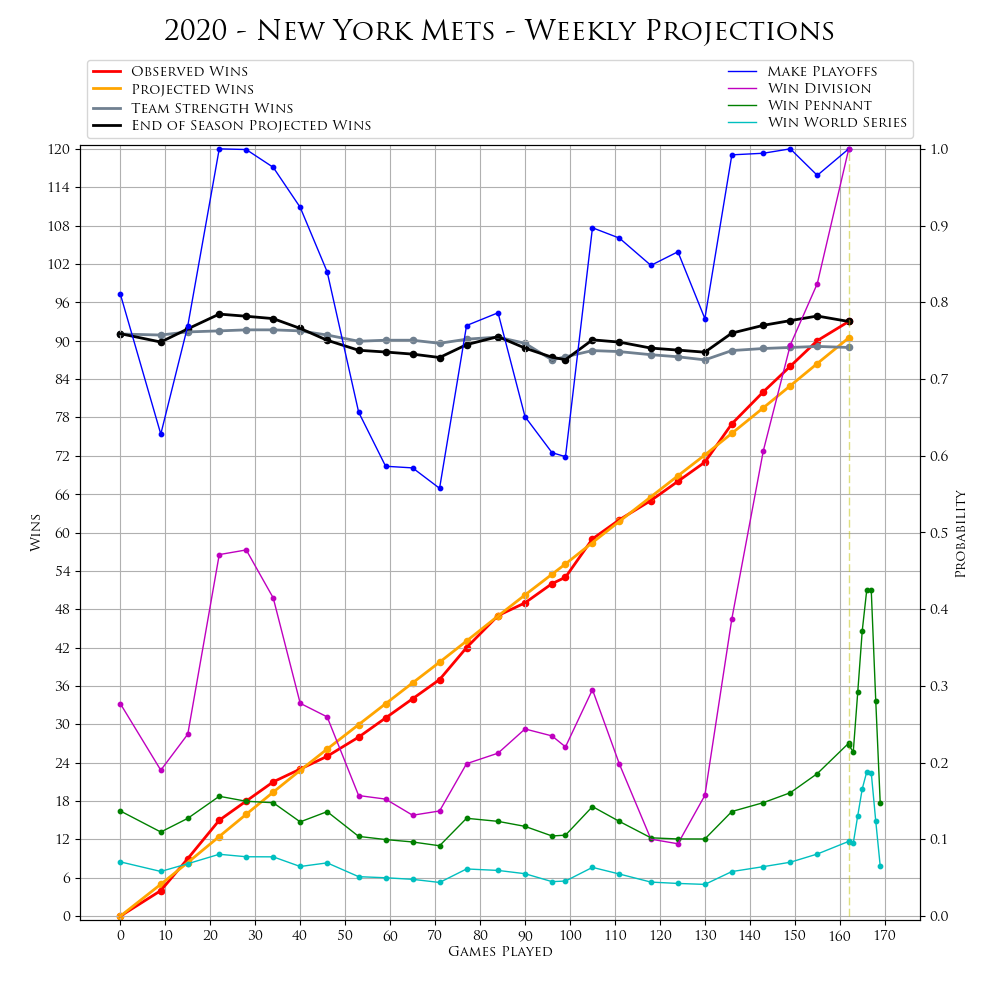 2020 - New York Mets - Weekly Projections
Observed Wins
Projected Wins
Team Strength Wins
End of Season Projected Wins
Make Playoffs
Win Division
Win Pennant
Win World Series
120
114
108
102
96
90
84
78
72
66
60
54
48
42
36
30
24
18
12
6
0
Wins
1.0
0.9
0.8
0.7
0.6
0.5
0.4
0.3
0.2
0.1
0.0
Probability
0 10 20 30 40 50 60 70 80 90 100 110 120 130 140 150 160 170
Games Played